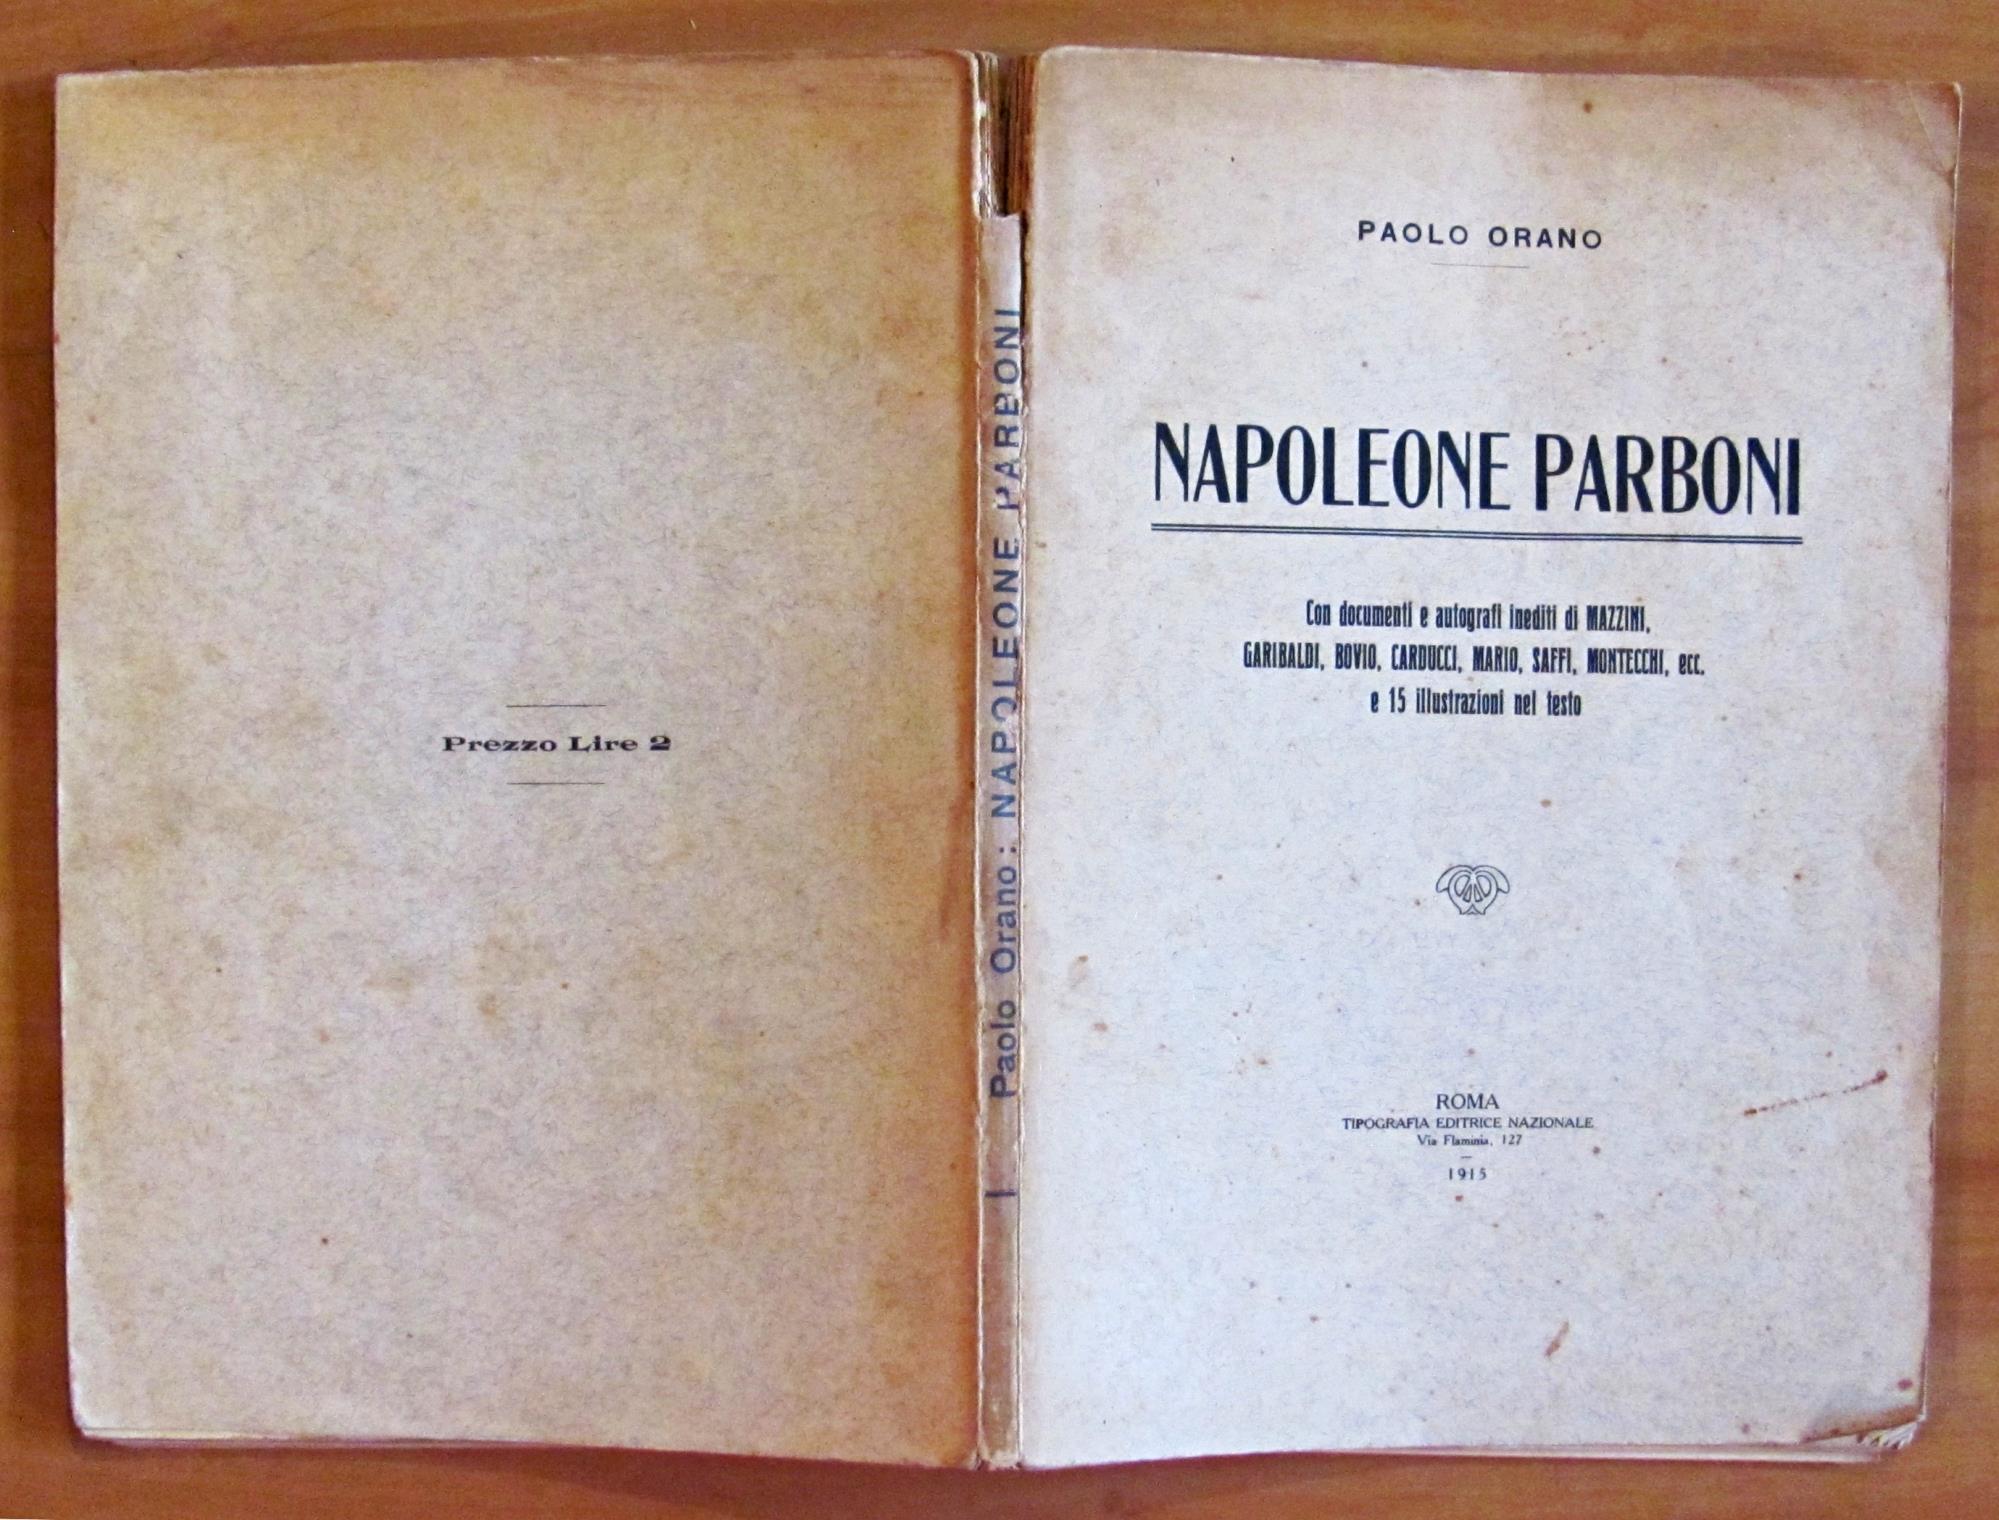 Prezzo Lire 2
Paolo Orano: NAPOLEONE PARBONI
PAOLO ORANO
NAPOLEONE PARBONI
Con documenti e autografi inediti di MAZZINI,
GARIBALDI, BOVIO, CARDUCCI, MARIO, SAFFI, MONTECCHI, ecc.
e 15 illustrazioni nel testo
ROMA
TIPOGRAFIA EDITRICE NAZIONALE
Via Flaminia, 127
1915